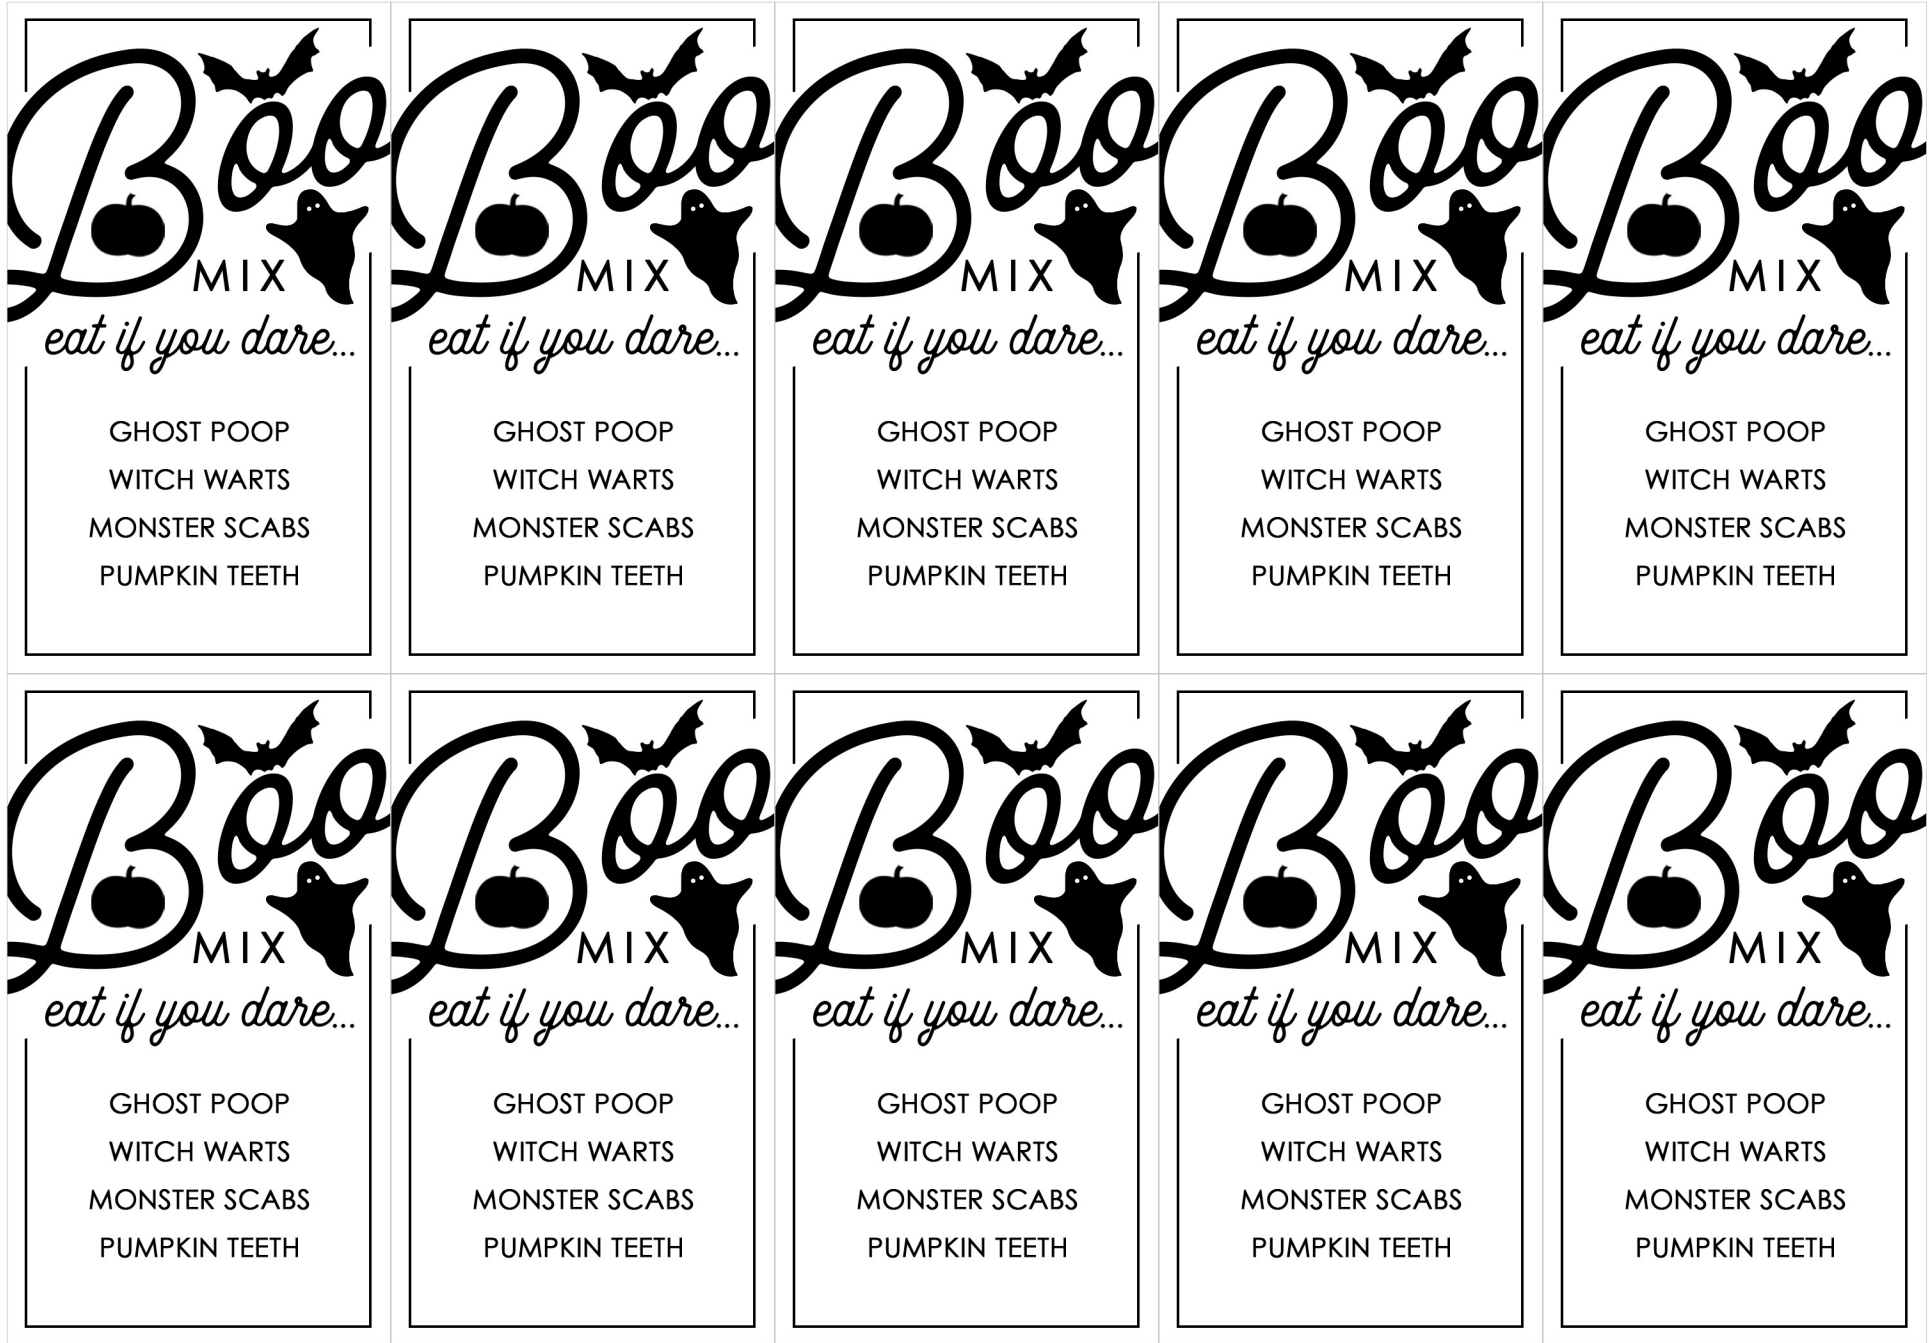 Boo
MIX
eat if you dare...
GHOST POOP
WITCH WARTS
MONSTER SCABS
PUMPKIN TEETH
Boo
MIX
eat if you dare...
GHOST POOP
WITCH WARTS
MONSTER SCABS
PUMPKIN TEETH
Boo
MIX
eat if you dare...
GHOST POOP
WITCH WARTS
MONSTER SCABS
PUMPKIN TEETH
Boo
MIX
eat if you dare...
GHOST POOP
WITCH WARTS
MONSTER SCABS
PUMPKIN TEETH
Boo
MIX
eat if you dare...
GHOST POOP
WITCH WARTS
MONSTER SCABS
PUMPKIN TEETH
Boo
MIX
eat if you dare...
GHOST POOP
WITCH WARTS
MONSTER SCABS
PUMPKIN TEETH
Boo
MIX
eat if you dare...
GHOST POOP
WITCH WARTS
MONSTER SCABS
PUMPKIN TEETH
Boo
MIX
eat if you dare...
GHOST POOP
WITCH WARTS
MONSTER SCABS
PUMPKIN TEETH
Boo
MIX
eat if you dare...
GHOST POOP
WITCH WARTS
MONSTER SCABS
PUMPKIN TEETH
Boo
MIX
eat if you dare...
GHOST POOP
WITCH WARTS
MONSTER SCABS
PUMPKIN TEETH